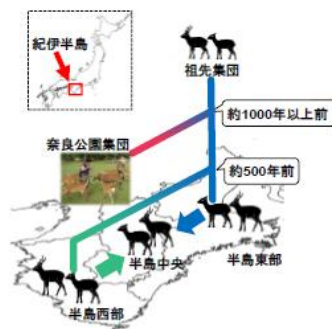 紀伊半島
祖先集団
約1000年以上前
奈良公園集団
約500年前
半島中央
半島東部
半島西部